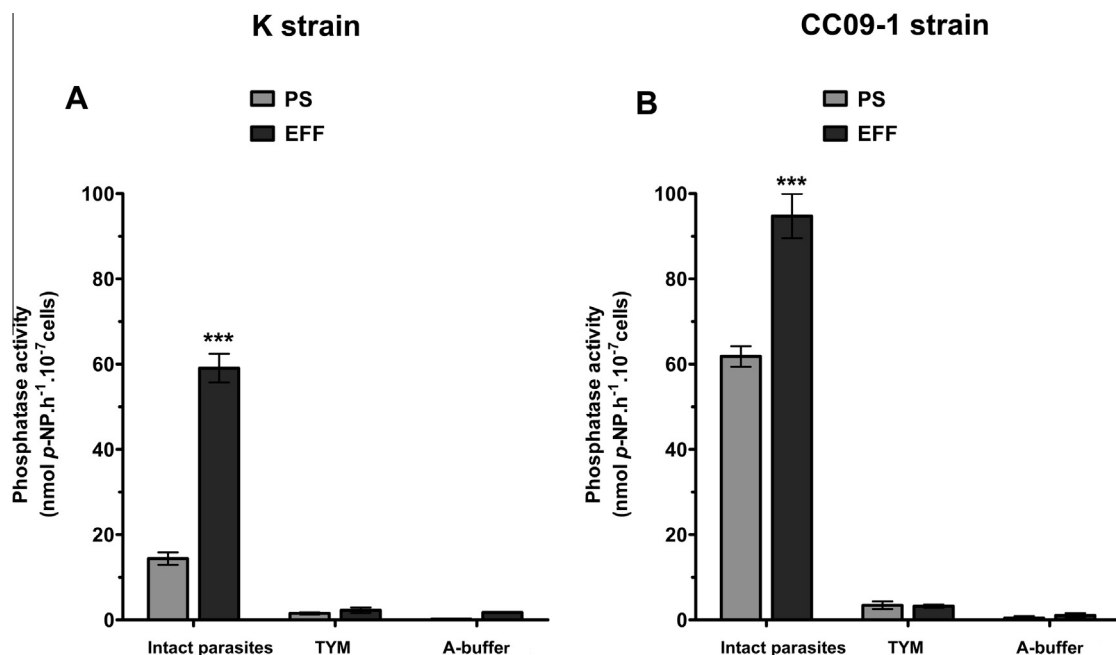 K strain
CC09-1 strain
A
PS
EFF
B
PS
EFF
Phosphatase activity
(nmol p-NP.h⁻¹.10⁻⁷cells)
100
80
60
40
20
0
***
Intact parasites
TYM
A-buffer
Phosphatase activity
(nmol p-NP.h⁻¹.10⁻⁷cells)
100
80
60
40
20
0
***
Intact parasites
TYM
A-buffer